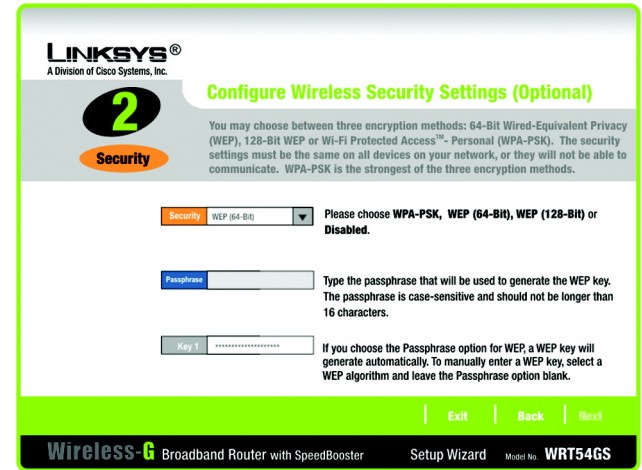 LINKSYS®
A Division of Cisco Systems, Inc.
2
Security
Configure Wireless Security Settings (Optional)
You may choose between three encryption methods: 64-Bit Wired-Equivalent Privacy
(WEP), 128-Bit WEP or Wi-Fi Protected Access™- Personal (WPA-PSK). The security
settings must be the same on all devices on your network, or they will not be able to
communicate. WPA-PSK is the strongest of the three encryption methods.
Security WEP (64-Bit)
Please choose WPA-PSK, WEP (64-Bit), WEP (128-Bit) or
Disabled.
Passphrase
Type the passphrase that will be used to generate the WEP key.
The passphrase is case-sensitive and should not be longer than
16 characters.
Key 1 *******************
If you choose the Passphrase option for WEP, a WEP key will
generate automatically. To manually enter a WEP key, select a
WEP algorithm and leave the Passphrase option blank.
Exit Back Next
Wireless-G Broadband Router with SpeedBooster Setup Wizard Model No. WRT54GS